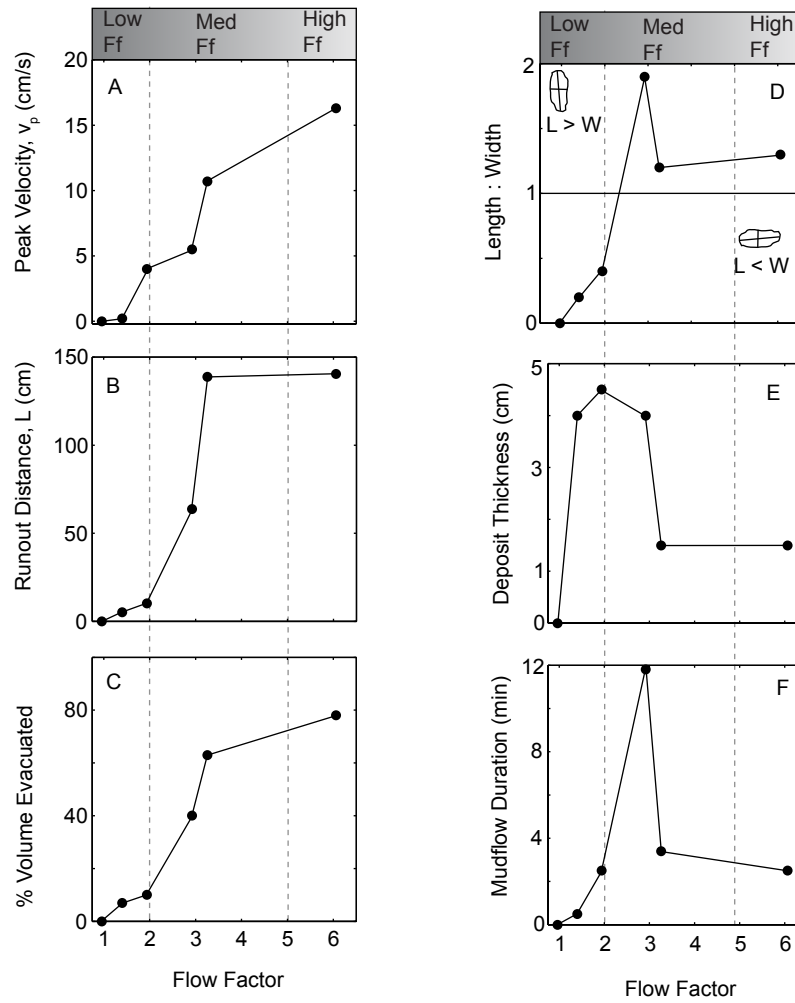 Low
Ff
Med
Ff
High
Ff
20
15
10
5
0
Peak Velocity, vₚ (cm/s)
A
150
100
50
0
Runout Distance, L (cm)
B
80
40
0
% Volume Evacuated
C
1 2 3 4 5 6
Flow Factor
Low
Ff
Med
Ff
High
Ff
2
1
0
Length : Width
D
L > W
L < W
5
3
1
0
Deposit Thickness (cm)
E
12
8
4
0
Mudflow Duration (min)
F
1 2 3 4 5 6
Flow Factor